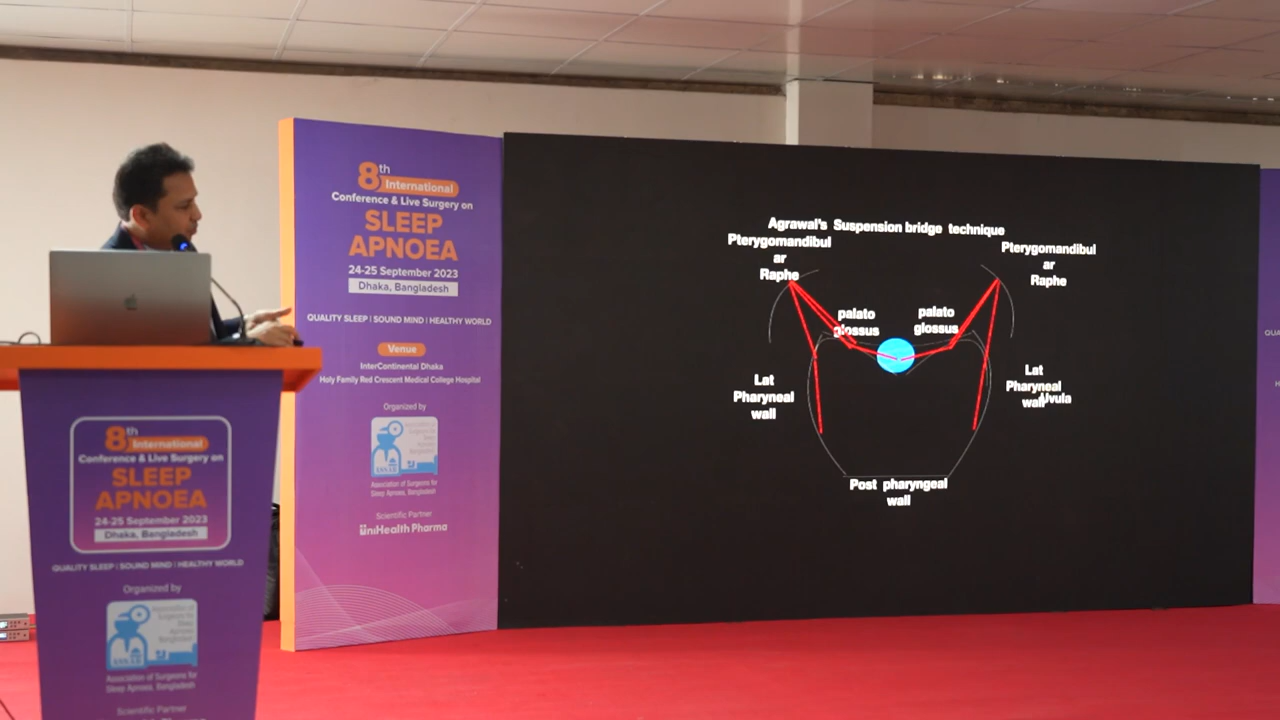 8th
International
Conference & Live Surgery on
SLEEP
APNOEA
24-25 September 2023
Dhaka, Bangladesh
QUALITY SLEEP | SOUND MIND | HEALTHY WORLD
Venue
InterContinental Dhaka
Holy Family Red Crescent Medical College Hospital
Organized by
ASSAB
Association of Surgeons for
Sleep Apnoea, Bangladesh
Scientific Partner
UniHealth Pharma
Agrawal's Suspension bridge technique
Pterygomandibul
ar
Raphe
Pterygomandibul
ar
Raphe
palato
glossus
palato
glossus
Lat
Pharyneal
wall
Lat
Pharyneal
wall
Uvula
Post pharyngeal
wall
8th
International
Conference & Live Surgery on
SLEEP
APNOEA
24-25 September 2023
Dhaka, Bangladesh
QUALITY SLEEP | SOUND MIND | HEALTHY WORLD
Organized by
ASSAB
Association of Surgeons for
Sleep Apnoea, Bangladesh
Scientific Partner